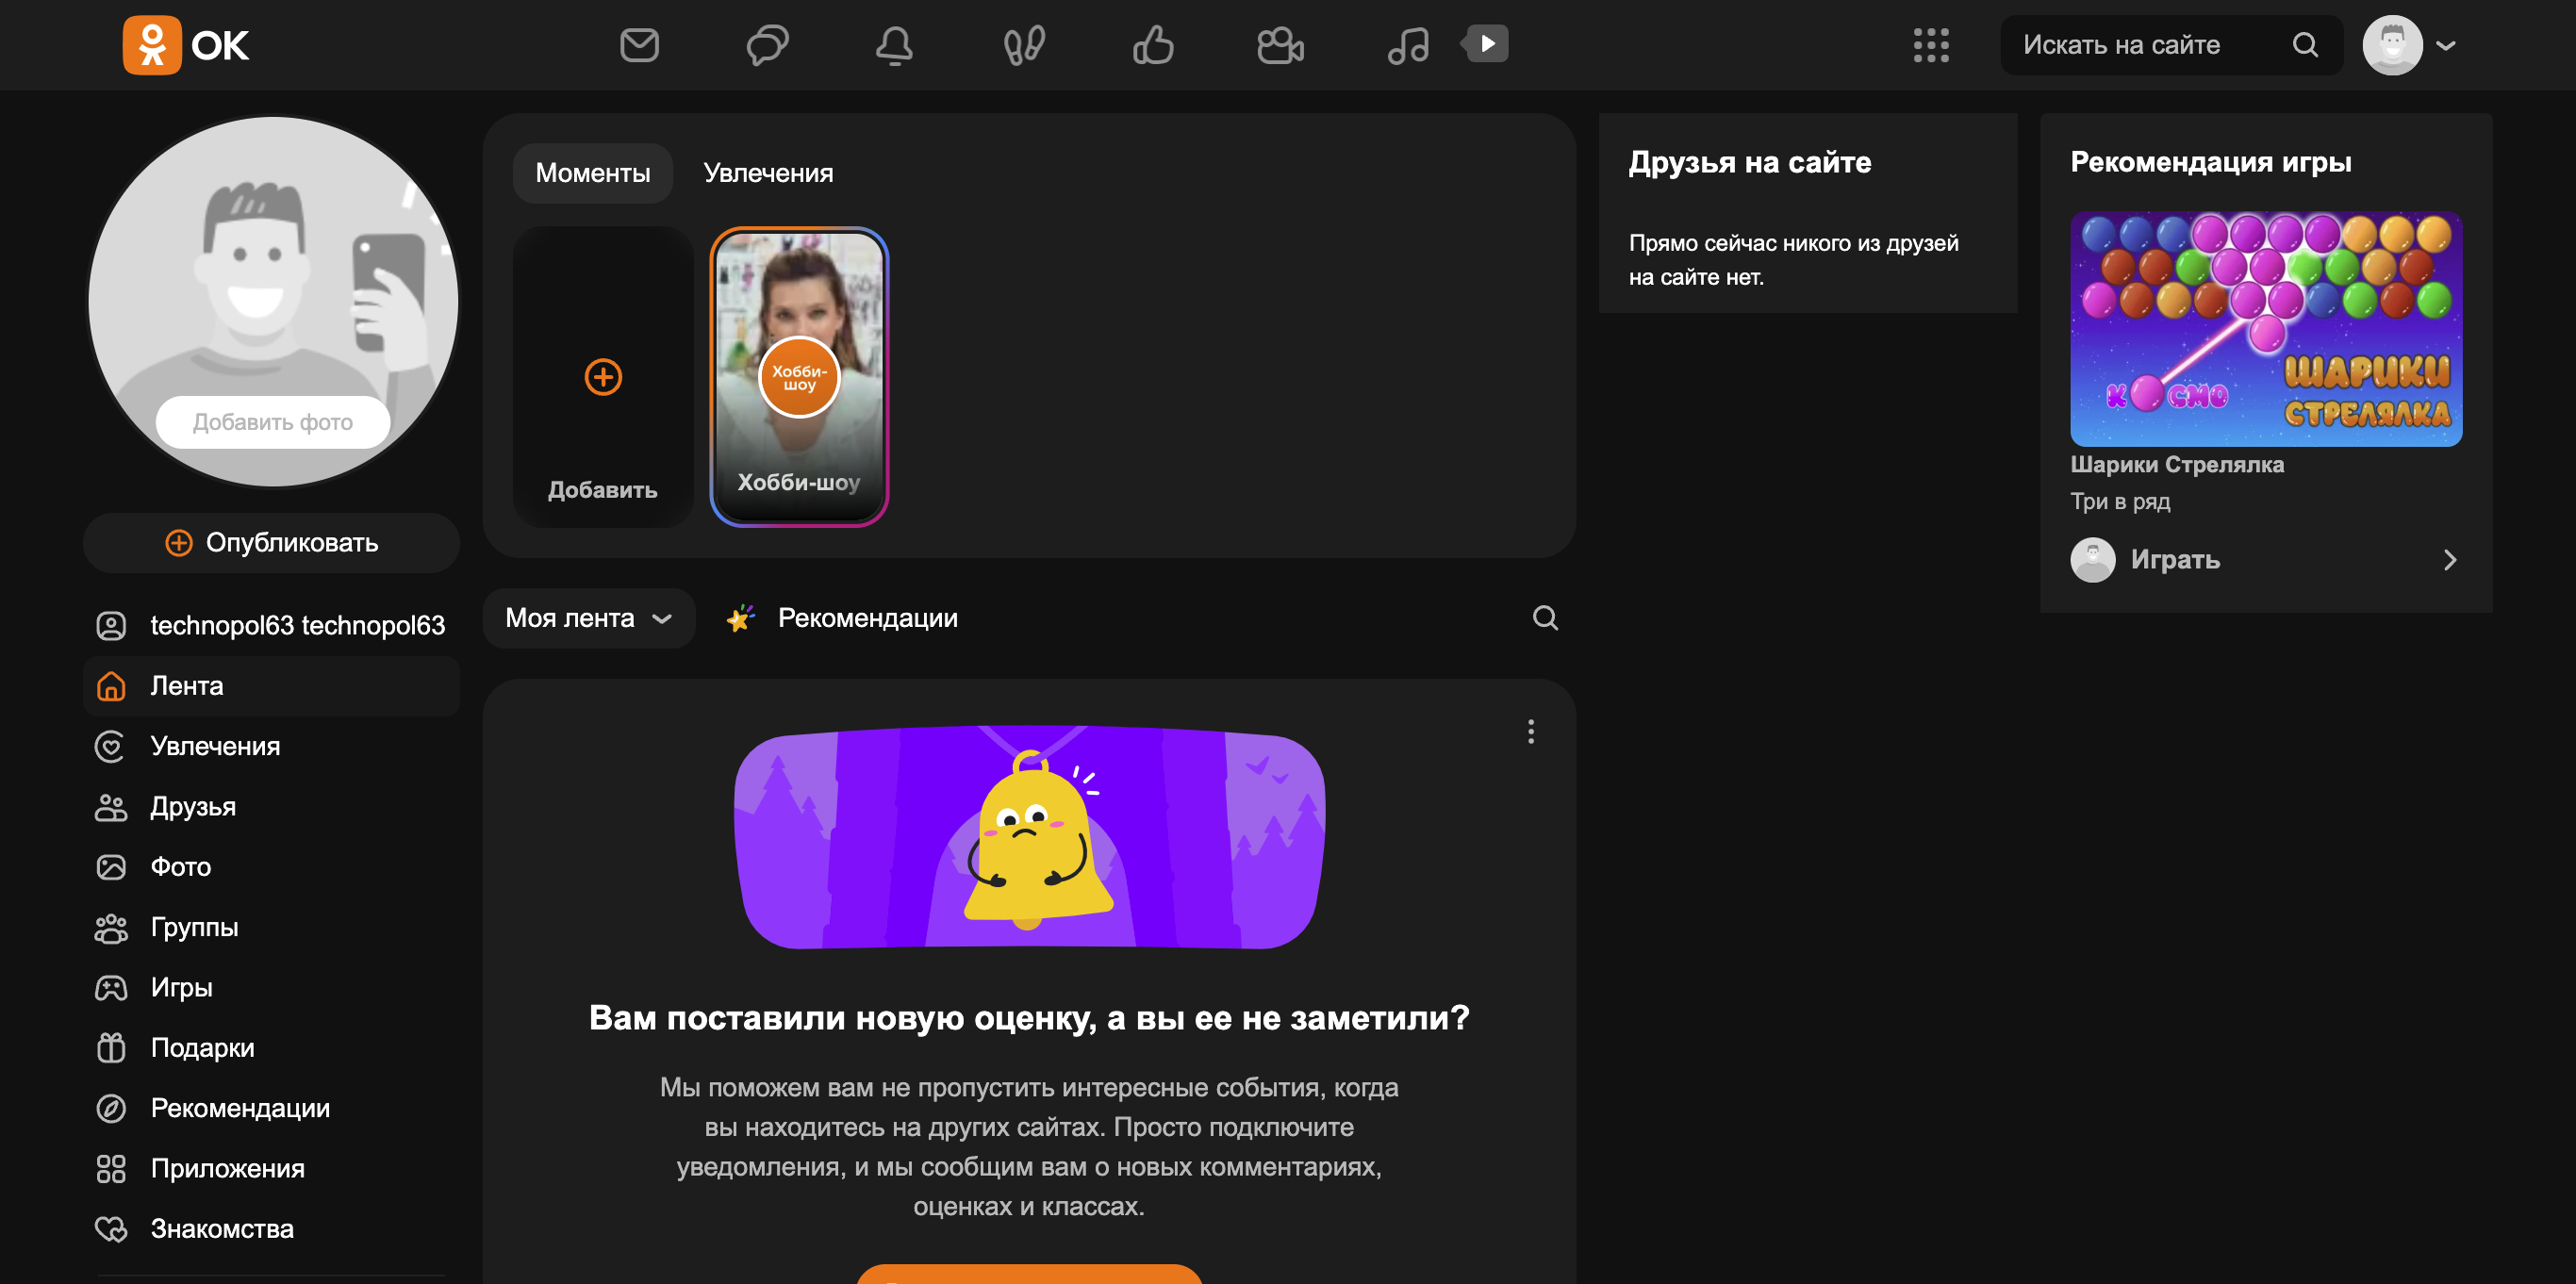 ОК
Искать на сайте
Добавить фото
Опубликовать
technopol63 technopol63
Лента
Увлечения
Друзья
Фото
Группы
Игры
Подарки
Рекомендации
Приложения
Знакомства
Моменты
Увлечения
Добавить
Хобби-
шоу
Хобби-шоу
Моя лента
Рекомендации
Вам поставили новую оценку, а вы ее не заметили?
Мы поможем вам не пропустить интересные события, когда
вы находитесь на других сайтах. Просто подключите
уведомления, и мы сообщим вам о новых комментариях,
оценках и классах.
Друзья на сайте
Прямо сейчас никого из друзей
на сайте нет.
Рекомендация игры
КОСМО
ШАРИКИ
СТРЕЛЯЛКА
Шарики Стрелялка
Три в ряд
Играть